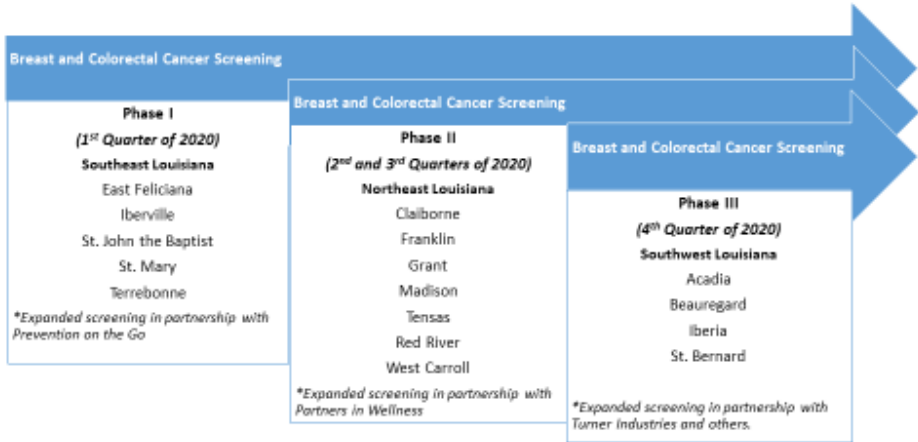 Breast and Colorectal Cancer Screening
Phase I
(1st Quarter of 2020)
Southeast Louisiana
East Feliciana
Iberville
St. John the Baptist
St. Mary
Terrebonne
*Expanded screening in partnership with
Prevention on the Go
Breast and Colorectal Cancer Screening
Phase II
(2nd and 3rd Quarters of 2020)
Northeast Louisiana
Claiborne
Franklin
Grant
Madison
Tensas
Red River
West Carroll
*Expanded screening in partnership with
Partners in Wellness
Breast and Colorectal Cancer Screening
Phase III
(4th Quarter of 2020)
Southwest Louisiana
Acadia
Beauregard
Iberia
St. Bernard
*Expanded screening in partnership with
Turner Industries and others.